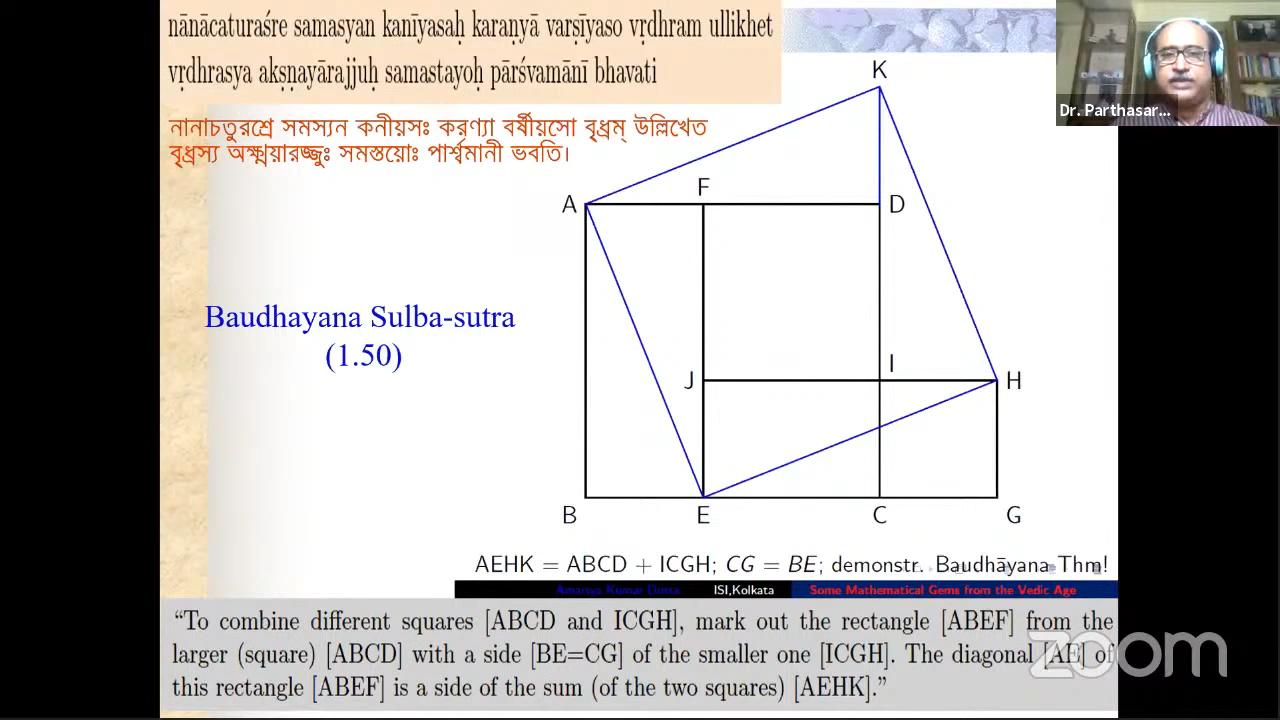 nānācaturaśre samasyan kanīyasaḥ karaṇyā varṣīyaso vṛdhram ullikhet
vṛdhrasya akṣṇayārajjuḥ samastayoḥ pārśvamānī bhavati
নানাচতুরশ্রে সমস্যন কনীয়সঃ করণ্যা বর্ষীয়সো বৃধ্রম্ উল্লিখেত
বৃধ্রস্য অক্ষ্ণয়ারজ্জুঃ সমস্তয়োঃ পার্শ্বমানী ভবতি।
Dr. Parthasar...
K
A
F
D
Baudhayana Sulba-sutra
(1.50)
J
I
H
B
E
C
G
AEHK = ABCD + ICGH; CG = BE; demonstr. Baudhāyana Thm!
Amartya Kumar Dutta ISI,Kolkata Some Mathematical Gems from the Vedic Age
“To combine different squares [ABCD and ICGH], mark out the rectangle [ABEF] from the
larger (square) [ABCD] with a side [BE=CG] of the smaller one [ICGH]. The diagonal [AE] of
this rectangle [ABEF] is a side of the sum (of the two squares) [AEHK].”
zoom